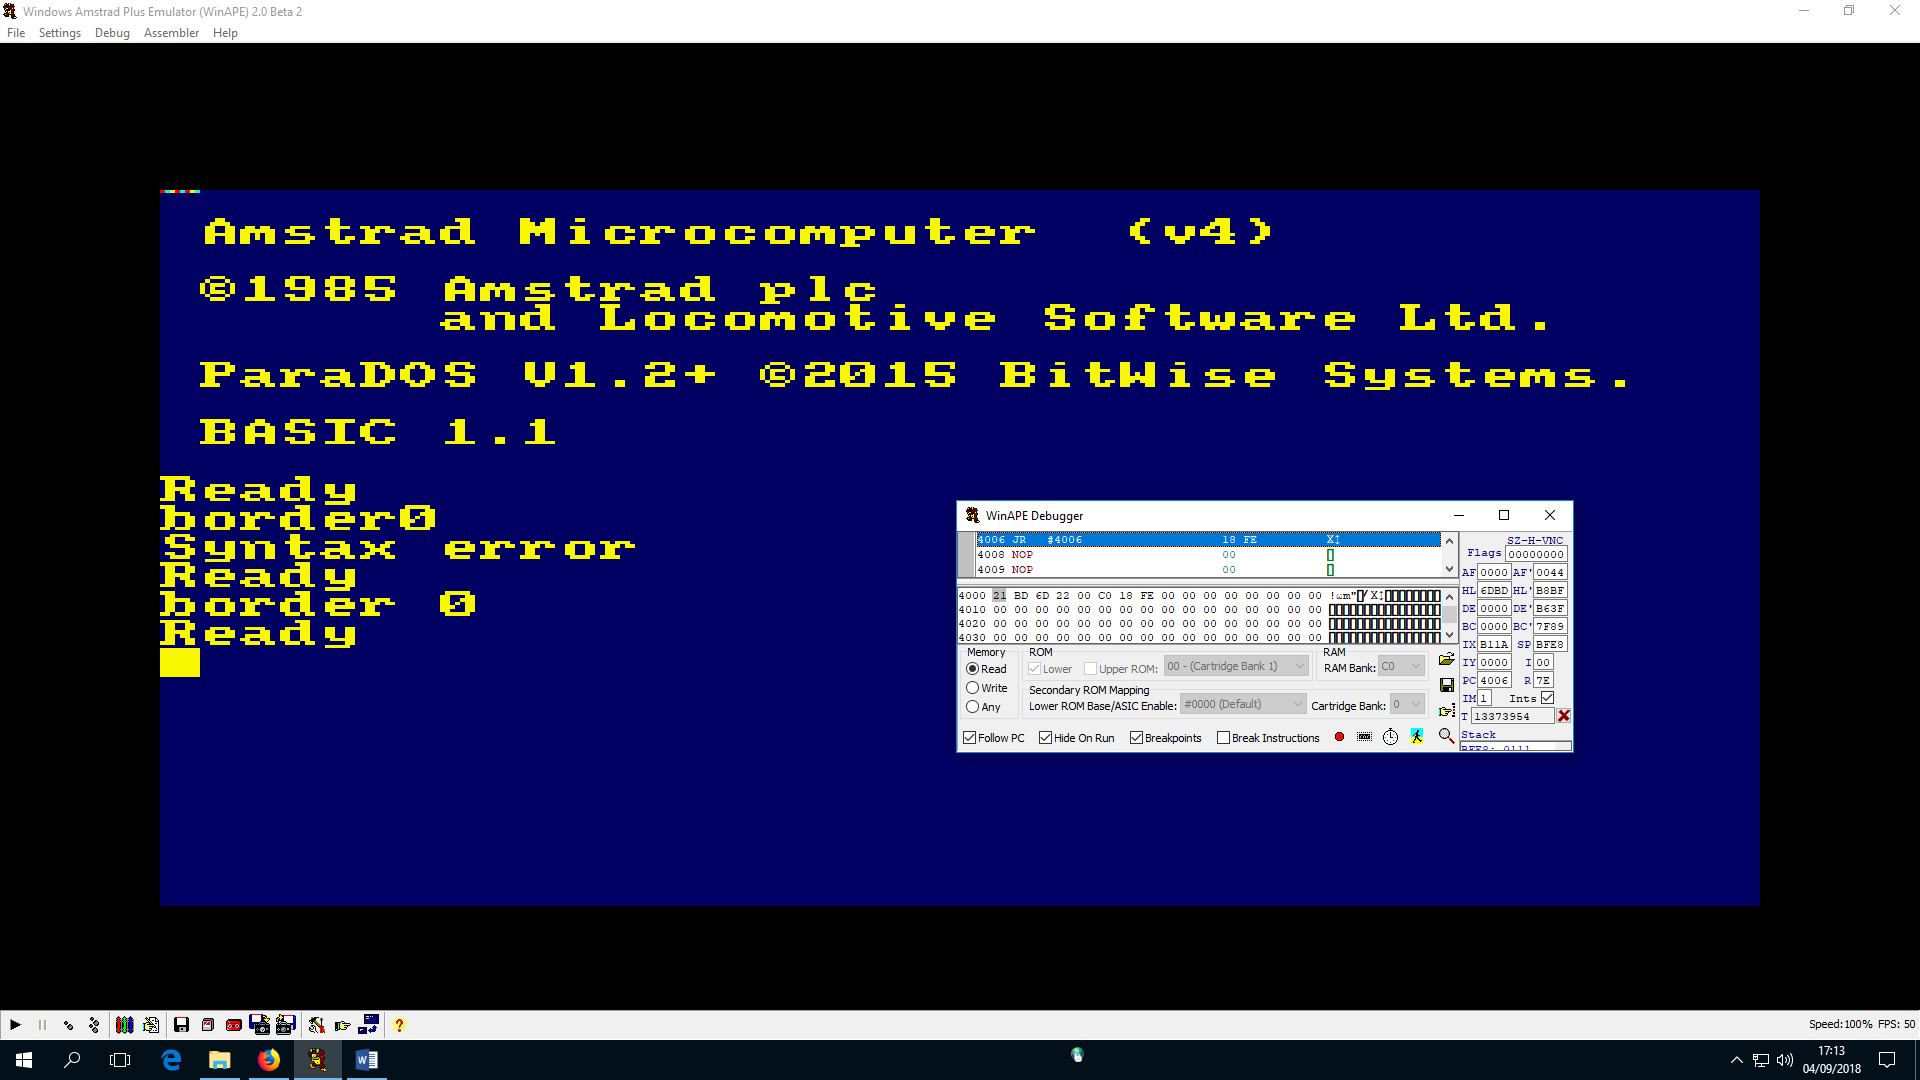 Windows Amstrad Plus Emulator (WinAPE) 2.0 Beta 2
File Settings Debug Assembler Help
Amstrad Microcomputer (v4)
©1985 Amstrad plc
and Locomotive Software Ltd.
ParaDOS V1.2+ ©2015 BitWise Systems.
BASIC 1.1
Ready
border0
Syntax error
Ready
border 0
Ready
WinAPE Debugger
4006 JR #4006 18 FE
4008 NOP 00
4009 NOP 00
4000 21 BD 6D 22 00 C0 18 FE 00 00 00 00 00 00 00 00
4010 00 00 00 00 00 00 00 00 00 00 00 00 00 00 00 00
4020 00 00 00 00 00 00 00 00 00 00 00 00 00 00 00 00
4030 00 00 00 00 00 00 00 00 00 00 00 00 00 00 00 00
SZ-H-VNC
Flags 00000000
AF 0000 AF' 0044
HL 6DBD HL' B8BF
DE 0000 DE' B63F
BC 0000 BC' 7F89
IX B11A SP BFE8
IY 0000 I 00
PC 4006 R 7E
IM 1 Ints
T 13373954
Stack
Memory
Read
Write
Any
ROM
Lower Upper ROM: 00 - (Cartridge Bank 1)
RAM
RAM Bank: C0
Secondary ROM Mapping
Lower ROM Base/ASIC Enable: #0000 (Default) Cartridge Bank: 0
Follow PC Hide On Run Breakpoints Break Instructions
Speed:100% FPS: 50
17:13
04/09/2018